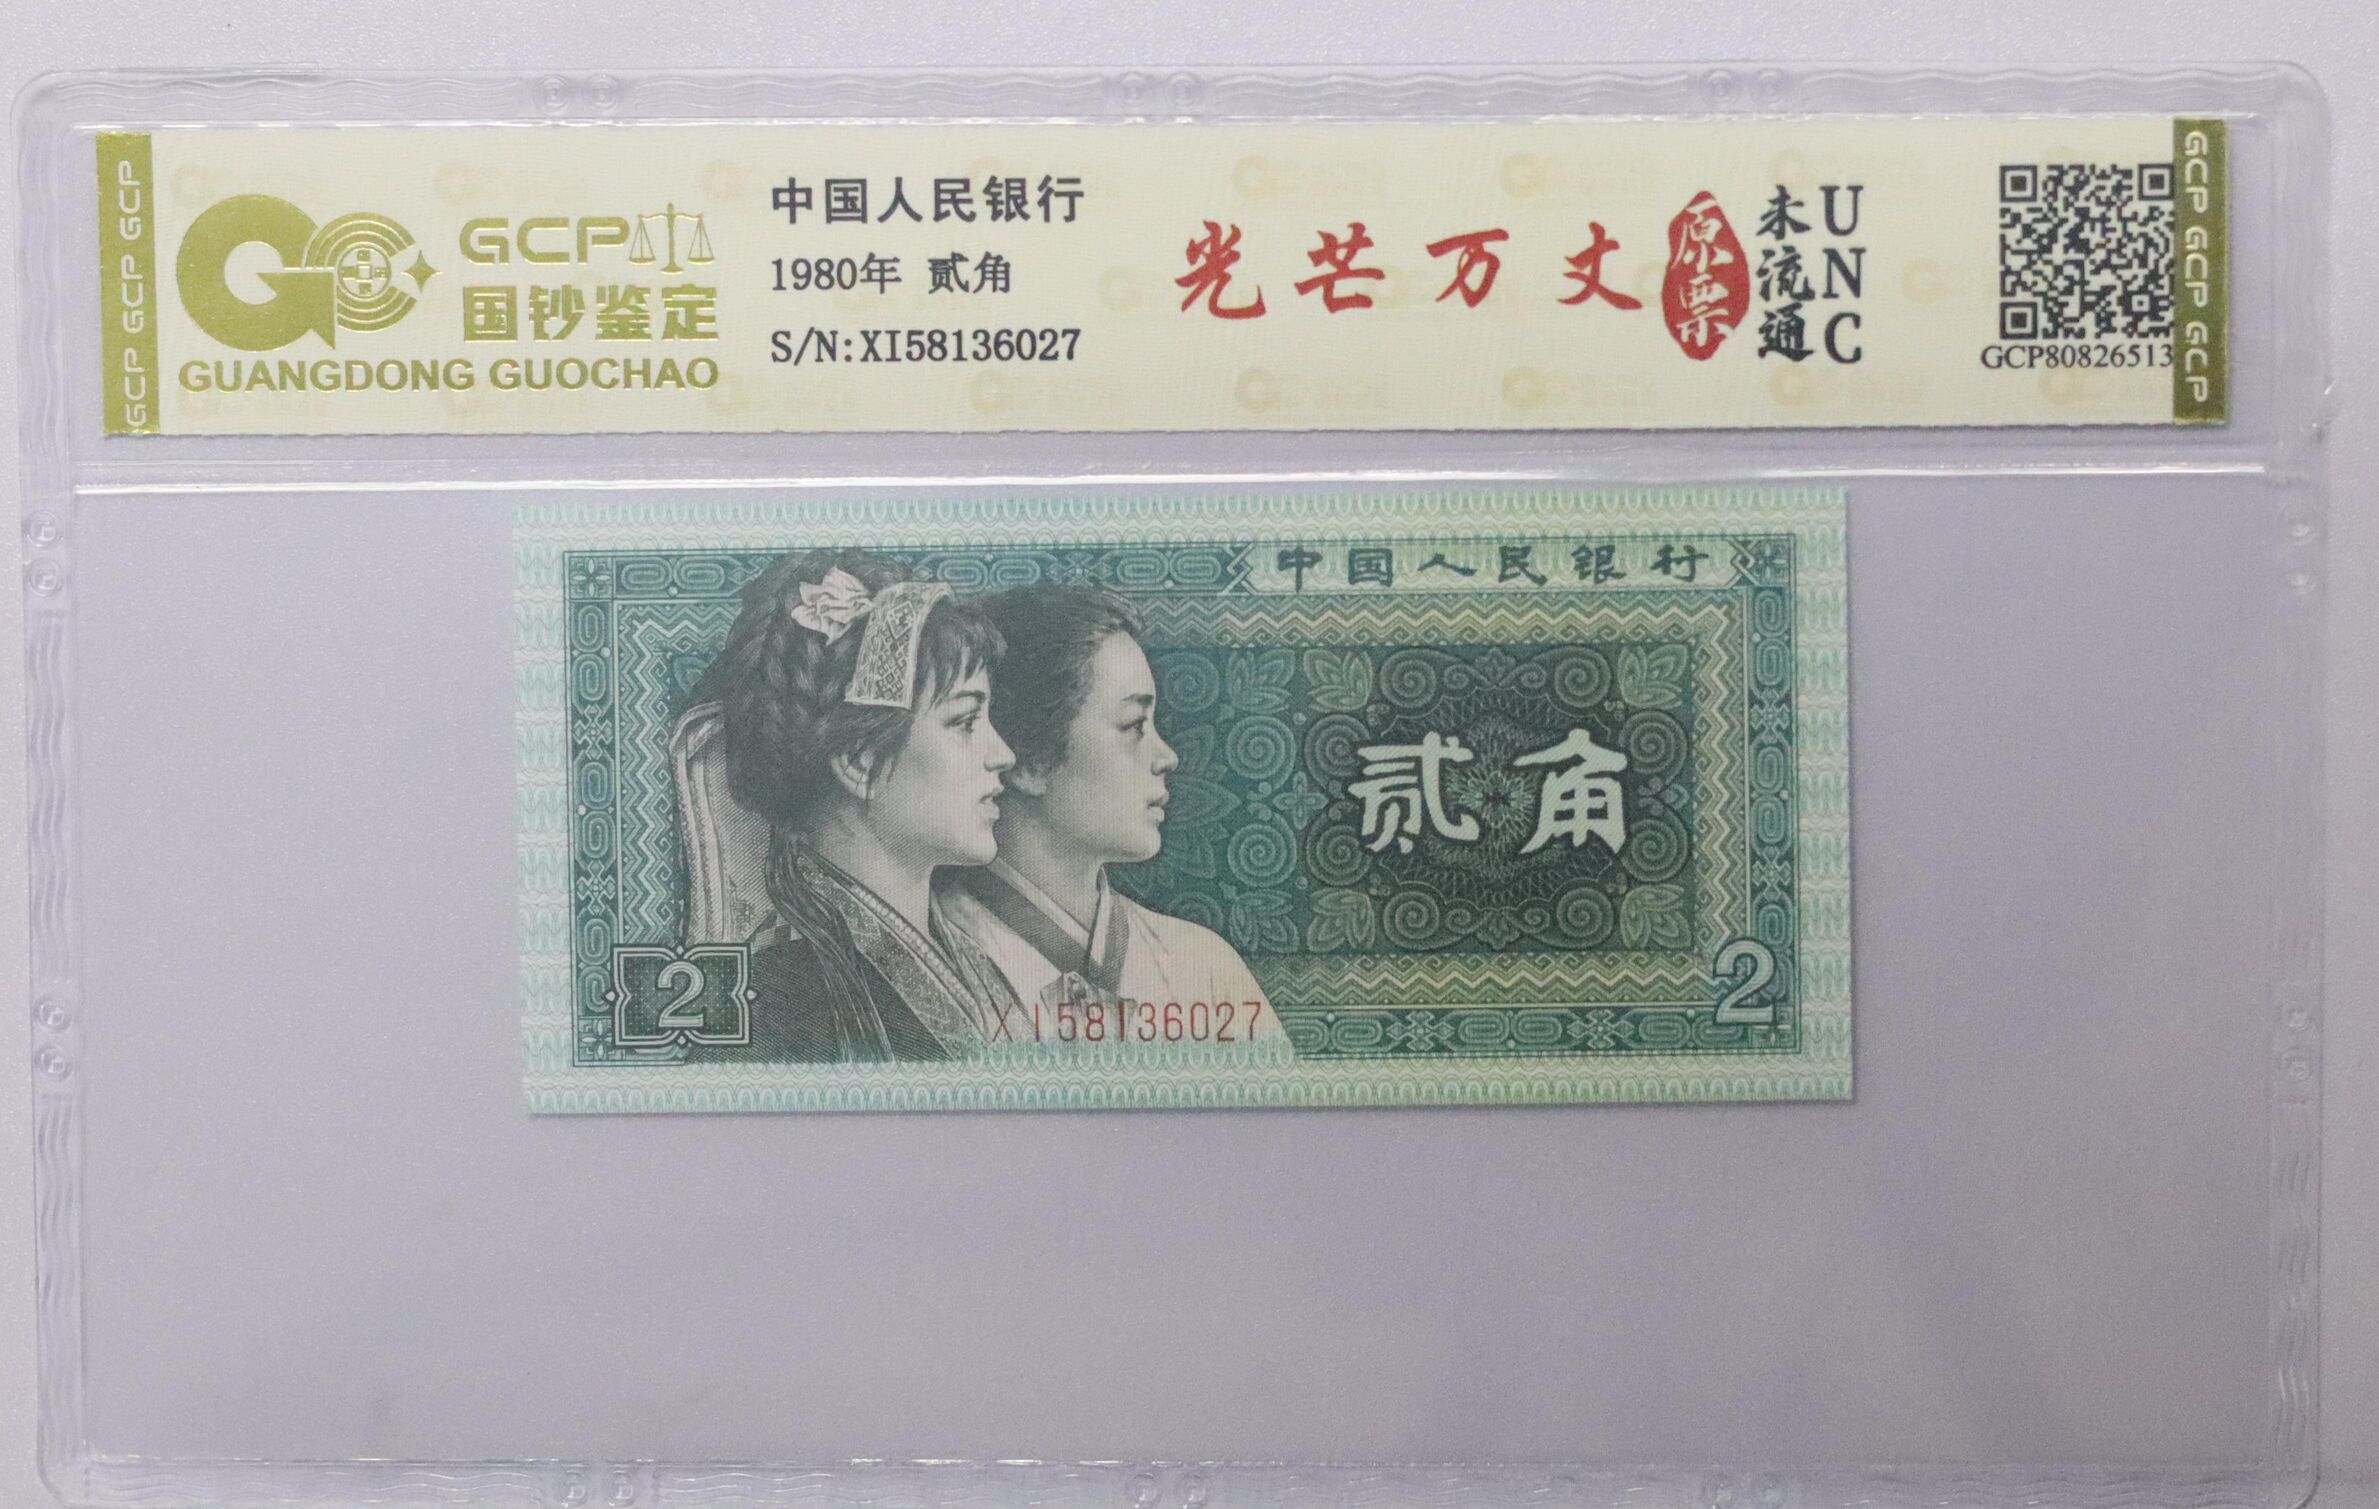 GCP GCP GCP
GCP
国钞鉴定
GUANGDONG GUOCHAO
中国人民银行
1980年 贰角
S/N:XI58136027
光芒万丈
原票
未流通
UNC
GCP80826513
GCP GCP GCP
中国人民银行
贰角
2
XI58136027
2